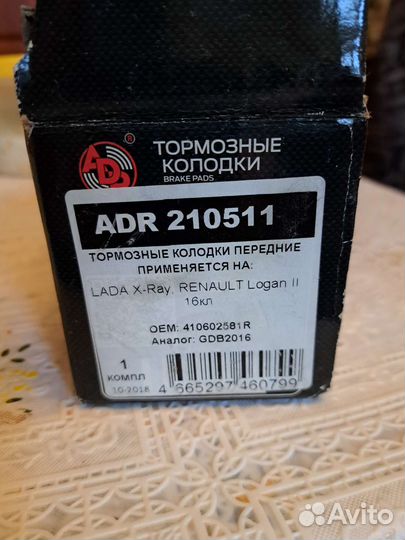 ADR
®
ТОРМОЗНЫЕ
КОЛОДКИ
BRAKE PADS
ADR 210511
ТОРМОЗНЫЕ КОЛОДКИ ПЕРЕДНИЕ
ПРИМЕНЯЕТСЯ НА:
LADA X-Ray, RENAULT Logan II
16кл
OEM: 410602581R
Аналог: GDB2016
1
КОМПЛ
10-2018
4 665297 460799
Avito